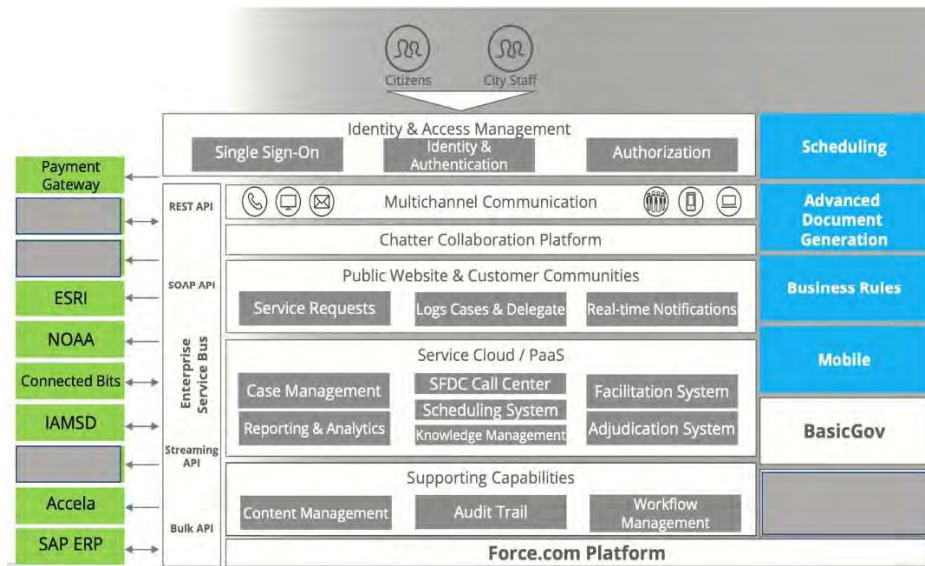 Citizens
City Staff
Identity & Access Management
Single Sign-On
Identity &
Authentication
Authorization
Payment
Gateway
ESRI
NOAA
Connected Bits
IAMSD
Accela
SAP ERP
REST API
SOAP API
Enterprise
Service Bus
Streaming
API
Bulk API
Multichannel Communication
Chatter Collaboration Platform
Public Website & Customer Communities
Service Requests
Logs Cases & Delegate
Real-time Notifications
Service Cloud / PaaS
Case Management
SFDC Call Center
Facilitation System
Scheduling System
Reporting & Analytics
Knowledge Management
Adjudication System
Supporting Capabilities
Content Management
Audit Trail
Workflow
Management
Force.com Platform
Scheduling
Advanced
Document
Generation
Business Rules
Mobile
BasicGov